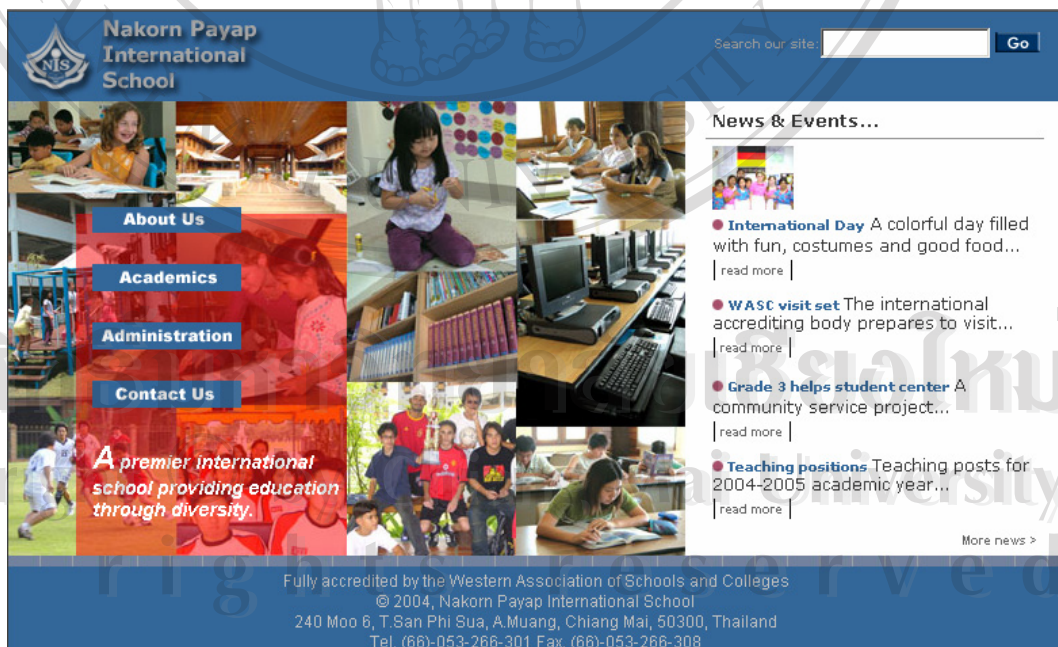 Nakorn Payap
International
School
NIS
Search our site:
Go
About Us
Academics
Administration
Contact Us
A premier international
school providing education
through diversity.
News & Events...
International Day A colorful day filled
with fun, costumes and good food...
read more
WASC visit set The international
accrediting body prepares to visit...
read more
Grade 3 helps student center A
community service project...
read more
Teaching positions Teaching posts for
2004-2005 academic year...
read more
More news >
Fully accredited by the Western Association of Schools and Colleges
© 2004, Nakorn Payap International School
240 Moo 6, T.San Phi Sua, A.Muang, Chiang Mai, 50300, Thailand
Tel. (66)-053-266-301 Fax. (66)-053-266-308
rights reserved